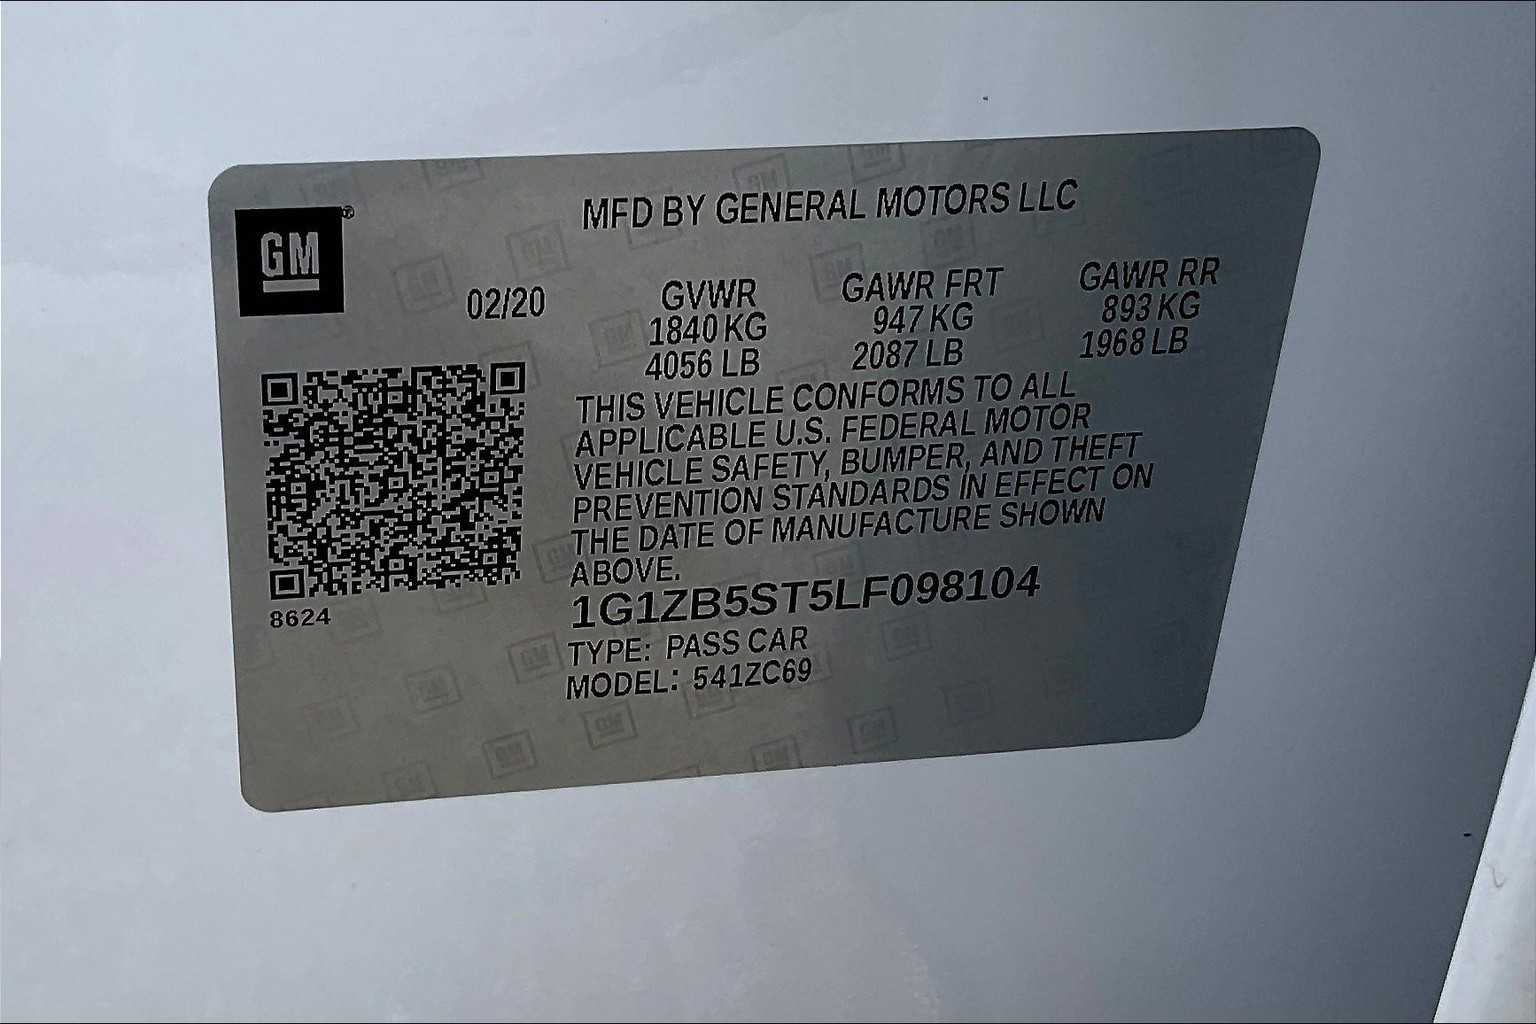 MFD BY GENERAL MOTORS LLC
GM
®
02/20
GVWR GAWR FRT GAWR RR
1840 KG 947 KG 893 KG
4056 LB 2087 LB 1968 LB
THIS VEHICLE CONFORMS TO ALL
APPLICABLE U.S. FEDERAL MOTOR
VEHICLE SAFETY, BUMPER, AND THEFT
PREVENTION STANDARDS IN EFFECT ON
THE DATE OF MANUFACTURE SHOWN
ABOVE.
8624
1G1ZB5ST5LF098104
TYPE: PASS CAR
MODEL: 541ZC69